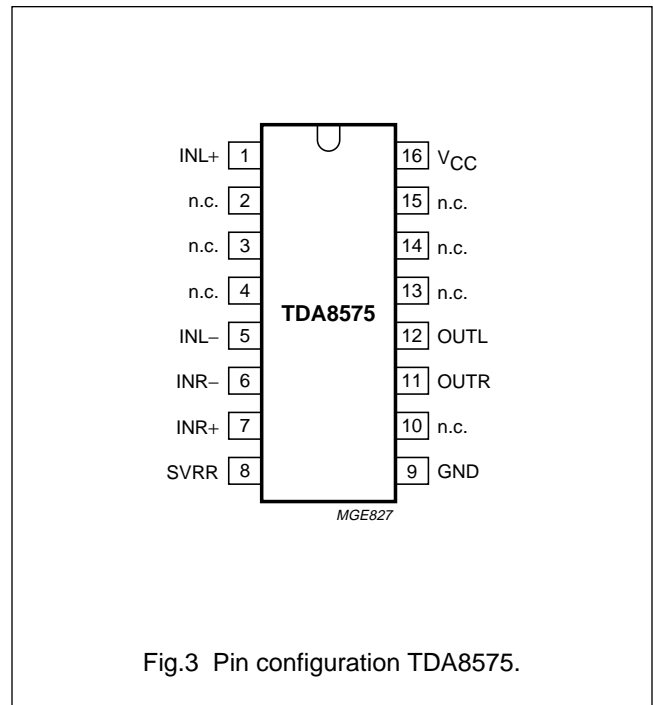 INL+ 1 16 VCC
n.c. 2 15 n.c.
n.c. 3 14 n.c.
n.c. 4 13 n.c.
TDA8575
INL− 5 12 OUTL
INR− 6 11 OUTR
INR+ 7 10 n.c.
SVRR 8 9 GND
MGE827
Fig.3 Pin configuration TDA8575.